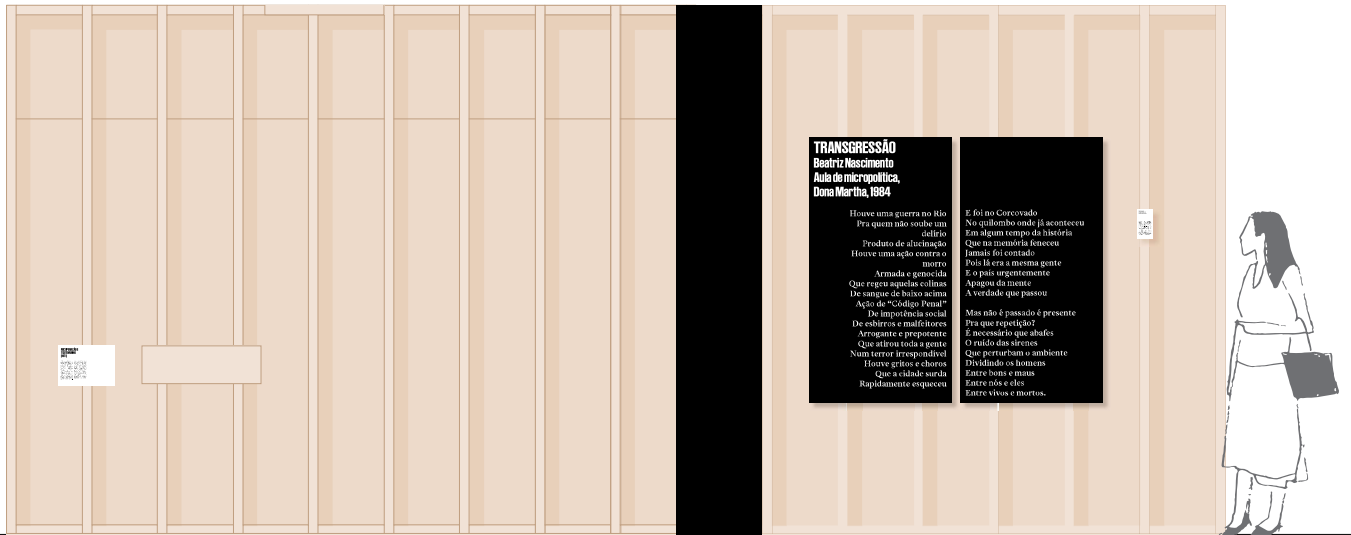 TRANSGRESSÃO
Beatriz Nascimento
Aula de micropolítica,
Dona Martha, 1984
Houve uma guerra no Rio
Pra quem não soube um
delírio
Produto de alucinação
Houve uma ação contra o
morro
Armada e genocida
Que regeu aquelas colinas
De sangue de baixo acima
Ação de “Código Penal”
De impotência social
De esbirros e malfeitores
Arrogante e prepotente
Que atirou toda a gente
Num terror irrespondível
Houve gritos e choros
Que a cidade surda
Rapidamente esqueceu
E foi no Corcovado
No quilombo onde já aconteceu
Em algum tempo da história
Que na memória feneceu
Jamais foi contado
Pois lá era a mesma gente
E o país urgentemente
Apagou da mente
A verdade que passou
Mas não é passado é presente
Pra que repetição?
É necessário que abafes
O ruído das sirenes
Que perturbam o ambiente
Dividindo os homens
Entre bons e maus
Entre nós e eles
Entre vivos e mortos.